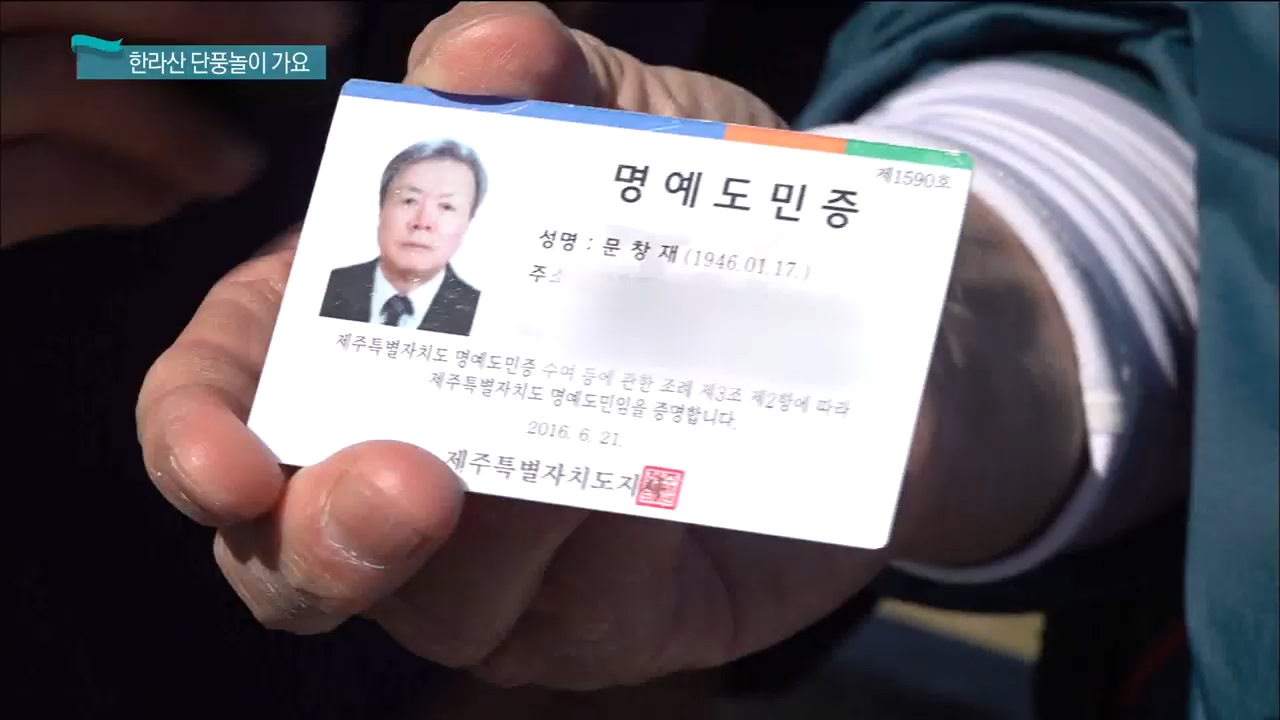 한라산 단풍놀이 가요
제1590호
명예도민증
성명 : 문창재 (1946.01.17.)
주소
제주특별자치도 명예도민증 수여 등에 관한 조례 제3조 제2항에 따라
제주특별자치도 명예도민임을 증명합니다.
2016. 6. 21.
제주특별자치도지사